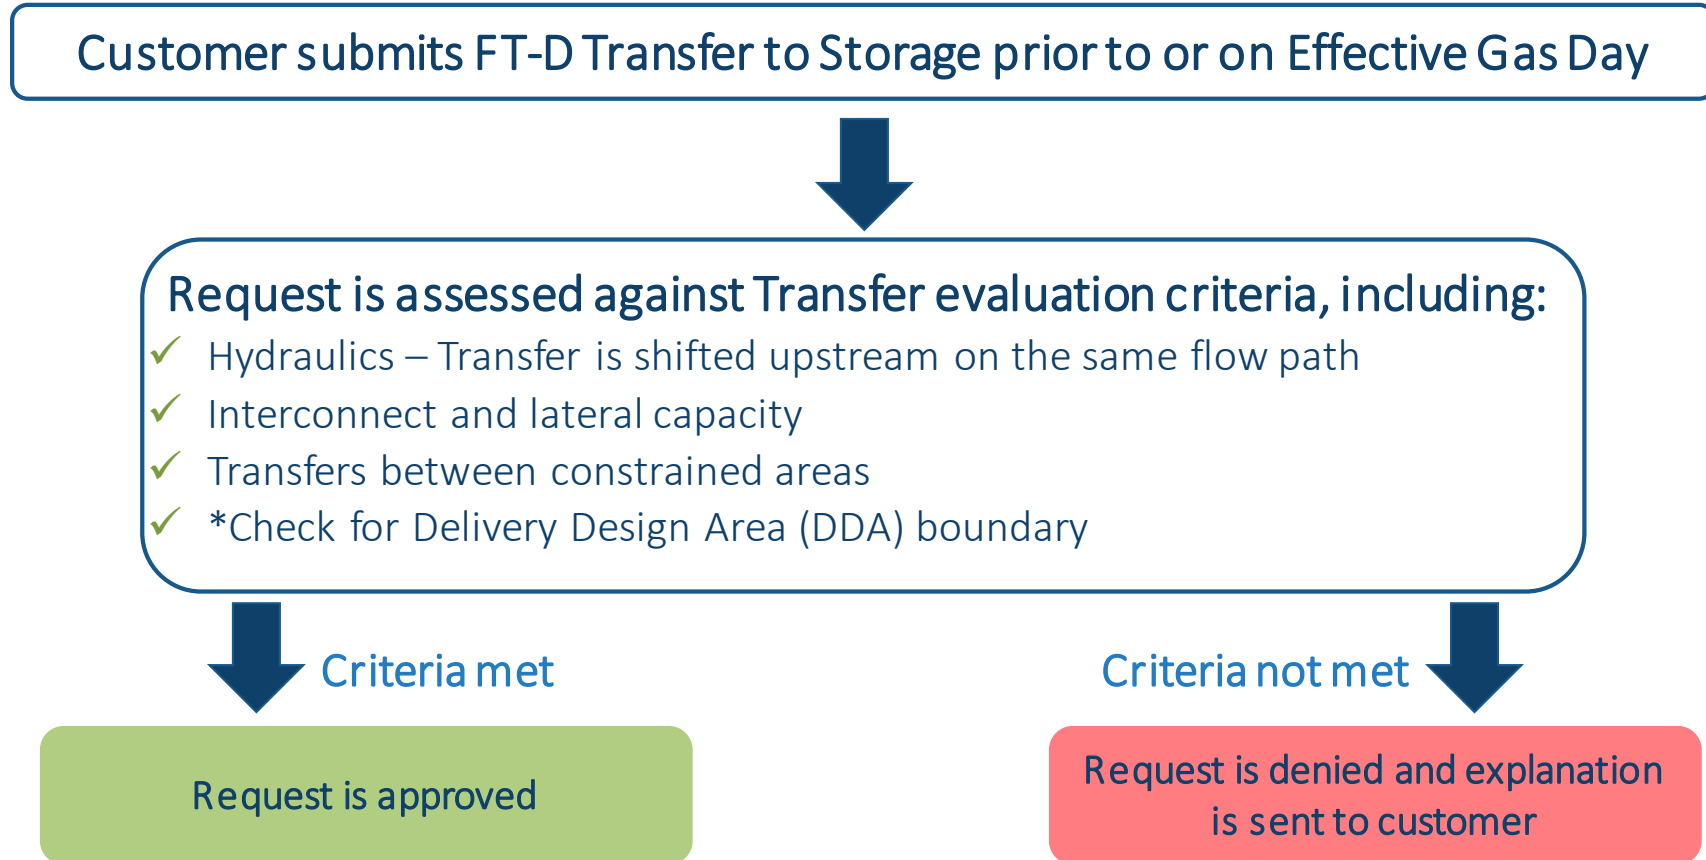 Customer submits FT-D Transfer to Storage prior to or on Effective Gas Day
Request is assessed against Transfer evaluation criteria, including:
✓ Hydraulics – Transfer is shifted upstream on the same flow path
✓ Interconnect and lateral capacity
✓ Transfers between constrained areas
✓ *Check for Delivery Design Area (DDA) boundary
Criteria met
Criteria not met
Request is approved
Request is denied and explanation
is sent to customer